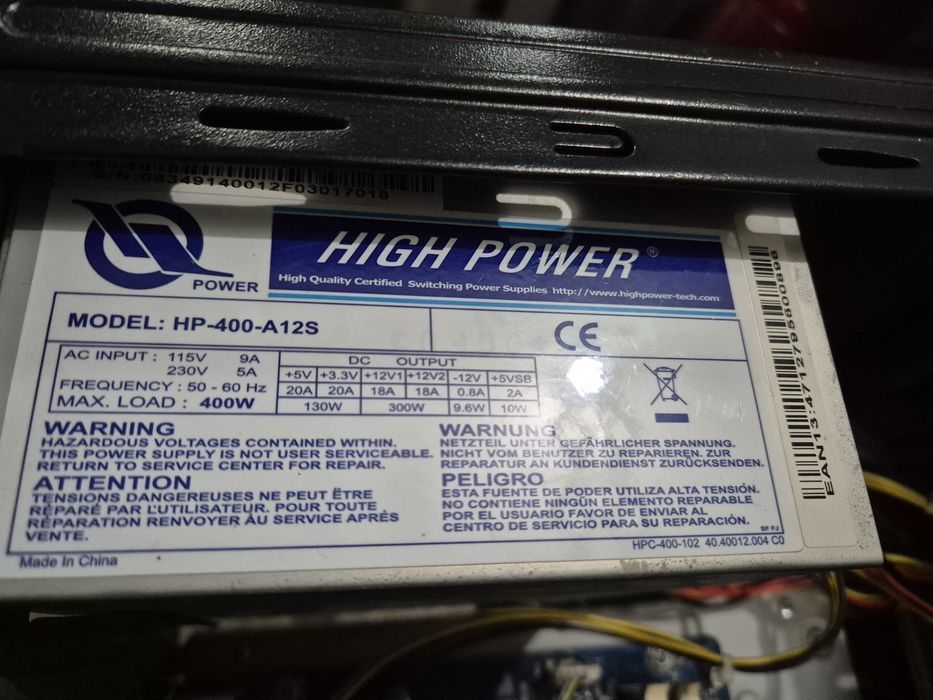 S/N:08349140012F03017018
POWER
HIGH POWER®
High Quality Certified Switching Power Supplies http://www.highpower-tech.com
MODEL: HP-400-A12S
CE
AC INPUT : 115V 9A
230V 5A
FREQUENCY : 50 - 60 Hz
MAX. LOAD : 400W
DC OUTPUT
+5V +3.3V +12V1 +12V2 -12V +5VSB
20A 20A 18A 18A 0.8A 2A
130W 300W 9.6W 10W
WARNING
HAZARDOUS VOLTAGES CONTAINED WITHIN.
THIS POWER SUPPLY IS NOT USER SERVICEABLE.
RETURN TO SERVICE CENTER FOR REPAIR.
WARNUNG
NETZTEIL UNTER GEFÄHRLICHER SPANNUNG.
NICHT VOM BENUTZER ZU REPARIEREN. ZUR
REPARATUR AN KUNDENDIENST ZURÜCKSENDEN.
ATTENTION
TENSIONS DANGEREUSES NE PEUT ËTRE
RÉPARÉ PAR L'UTILISATEUR. POUR TOUTE
RÉPARATION RENVOYER ÂU SERVICE APRÉS
VENTE.
PELIGRO
ESTA FUENTE DE PODER UTILIZA ALTA TENSIÓN.
NO CONTIENE NINGÚN ELEMENTO REPARABLE
POR EL USUARIO FAVOR DE ENVIAR AL
CENTRO DE SERVICIO PARA SU REPARACIÓN.
SF FJ
HPC-400-102 40.40012.004 C0
Made In China
EAN13:4712795800896